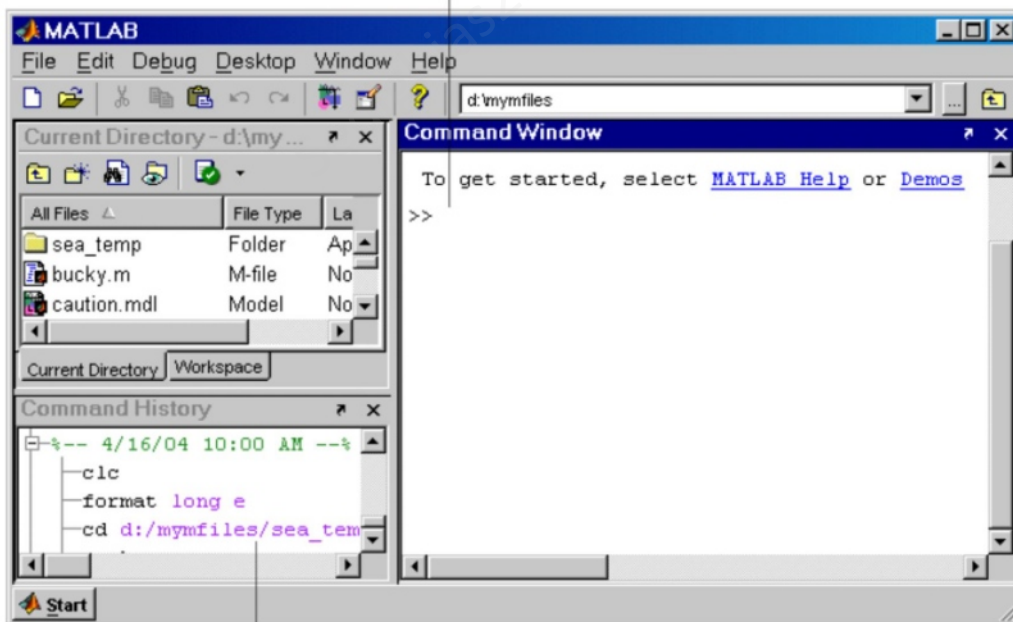 MATLAB
File Edit Debug Desktop Window Help
d:\mymfiles
Current Directory - d:\my...
All Files File Type La
sea_temp Folder Ap
bucky.m M-file No
caution.mdl Model No
Current Directory Workspace
Command History
%-- 4/16/04 10:00 AM --%
clc
format long e
cd d:/mymfiles/sea_tem
Command Window
To get started, select MATLAB Help or Demos
>>
Start